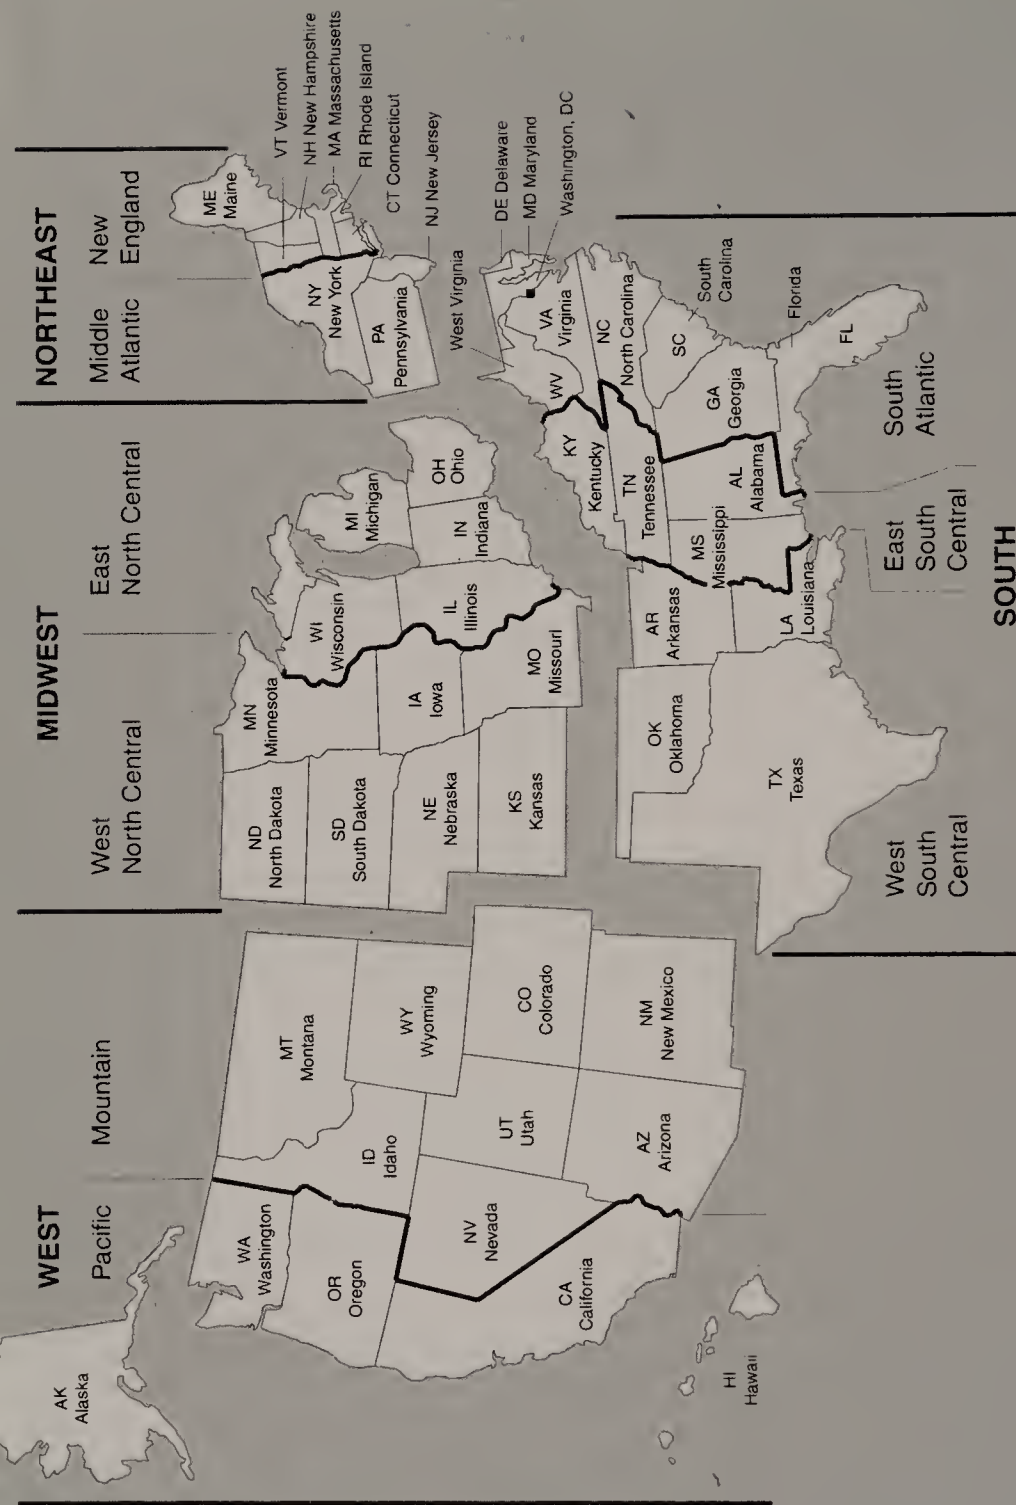 WEST
Pacific
Mountain
MIDWEST
West
North Central
East
North Central
NORTHEAST
Middle
Atlantic
New
England
AK
Alaska
WA
Washington
OR
Oregon
CA
California
HI
Hawaii
NV
Nevada
ID
Idaho
MT
Montana
WY
Wyoming
UT
Utah
CO
Colorado
AZ
Arizona
NM
New Mexico
ND
North Dakota
SD
South Dakota
NE
Nebraska
KS
Kansas
MN
Minnesota
IA
Iowa
MO
Missouri
WI
Wisconsin
IL
Illinois
MI
Michigan
IN
Indiana
OH
Ohio
NY
New York
PA
Pennsylvania
ME
Maine
VT Vermont
NH New Hampshire
MA Massachusetts
RI Rhode Island
CT Connecticut
NJ New Jersey
DE Delaware
MD Maryland
Washington, DC
West Virginia
WV
VA
Virginia
NC
North Carolina
SC
South
Carolina
GA
Georgia
Florida
FL
KY
Kentucky
TN
Tennessee
AL
Alabama
MS
Mississippi
AR
Arkansas
LA
Louisiana
OK
Oklahoma
TX
Texas
West
South
Central
East
South
Central
South
Atlantic
SOUTH